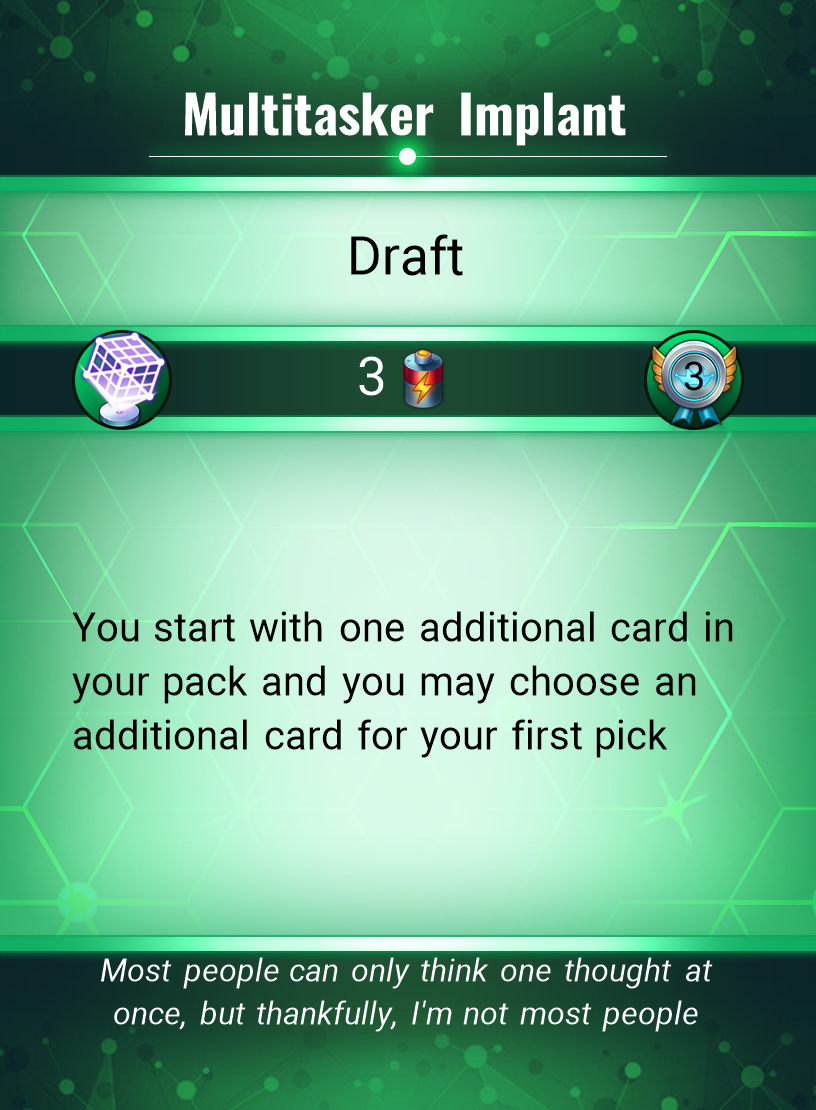 Multitasker Implant
Draft
3
3
You start with one additional card in
your pack and you may choose an
additional card for your first pick
Most people can only think one thought at
once, but thankfully, I'm not most people